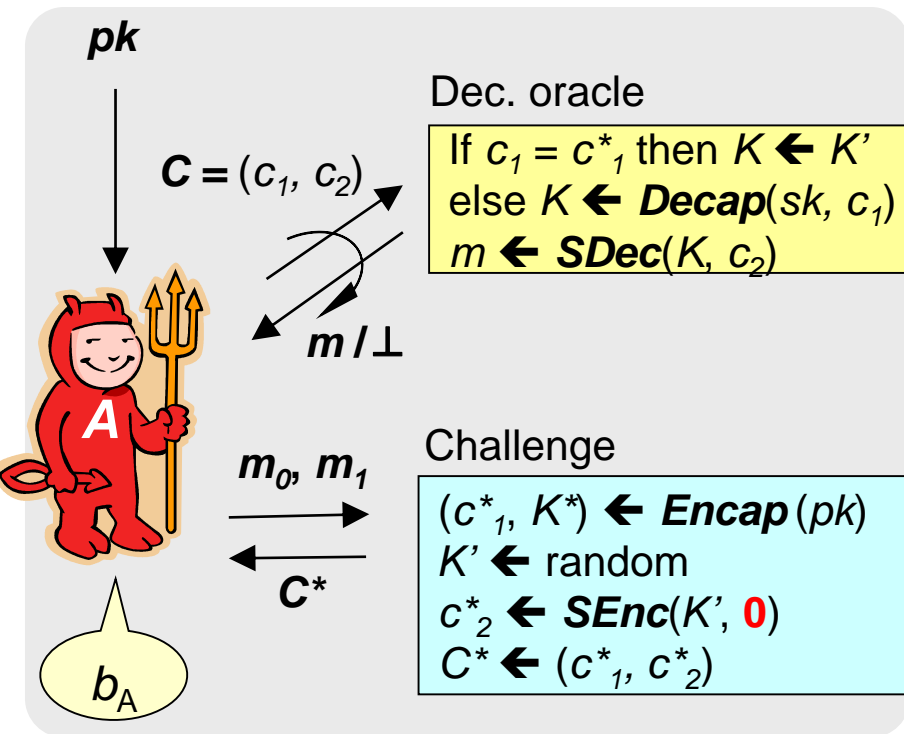 pk
Dec. oracle
C = (c₁, c₂)
If c₁ = c*₁ then K 🡸 K’
else K 🡸 Decap(sk, c₁)
m 🡸 SDec(K, c₂)
m / ⊥
A
Challenge
m₀, m₁
(c*₁, K*) 🡸 Encap (pk)
K’ 🡸 random
C*
c*₂ 🡸 SEnc(K’, 0)
C* 🡸 (c*₁, c*₂)
b_A